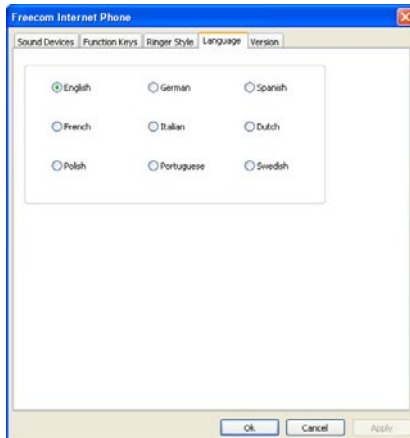 Freecom Internet Phone
Sound Devices Function Keys Ringer Style Language Version
English German Spanish
French Italian Dutch
Polish Portuguese Swedish
Ok Cancel Apply